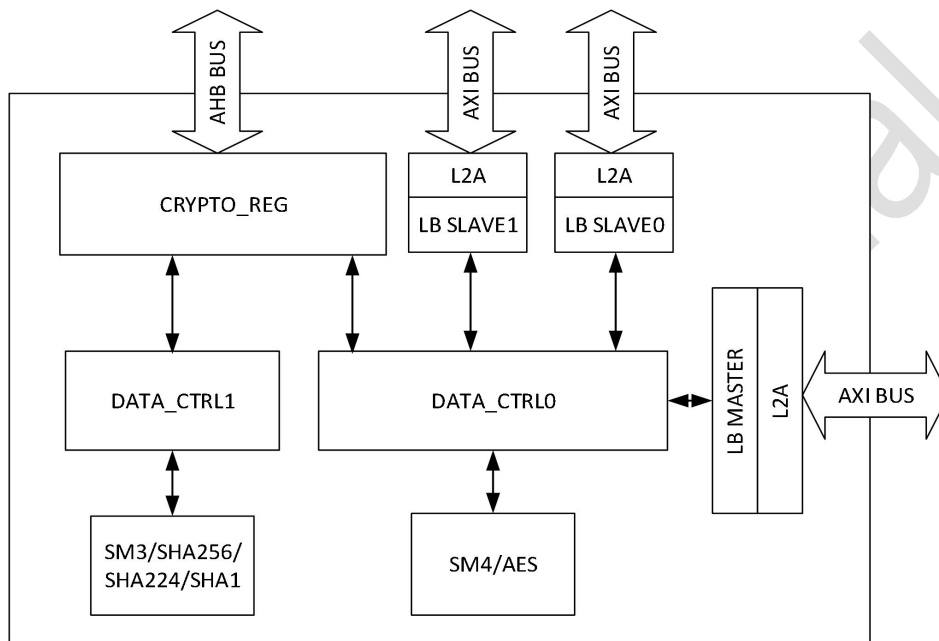 AHB BUS
AXI BUS
AXI BUS
CRYPTO_REG
L2A
LB SLAVE1
L2A
LB SLAVE0
DATA_CTRL1
DATA_CTRL0
LB MASTER
L2A
AXI BUS
SM3/SHA256/
SHA224/SHA1
SM4/AES